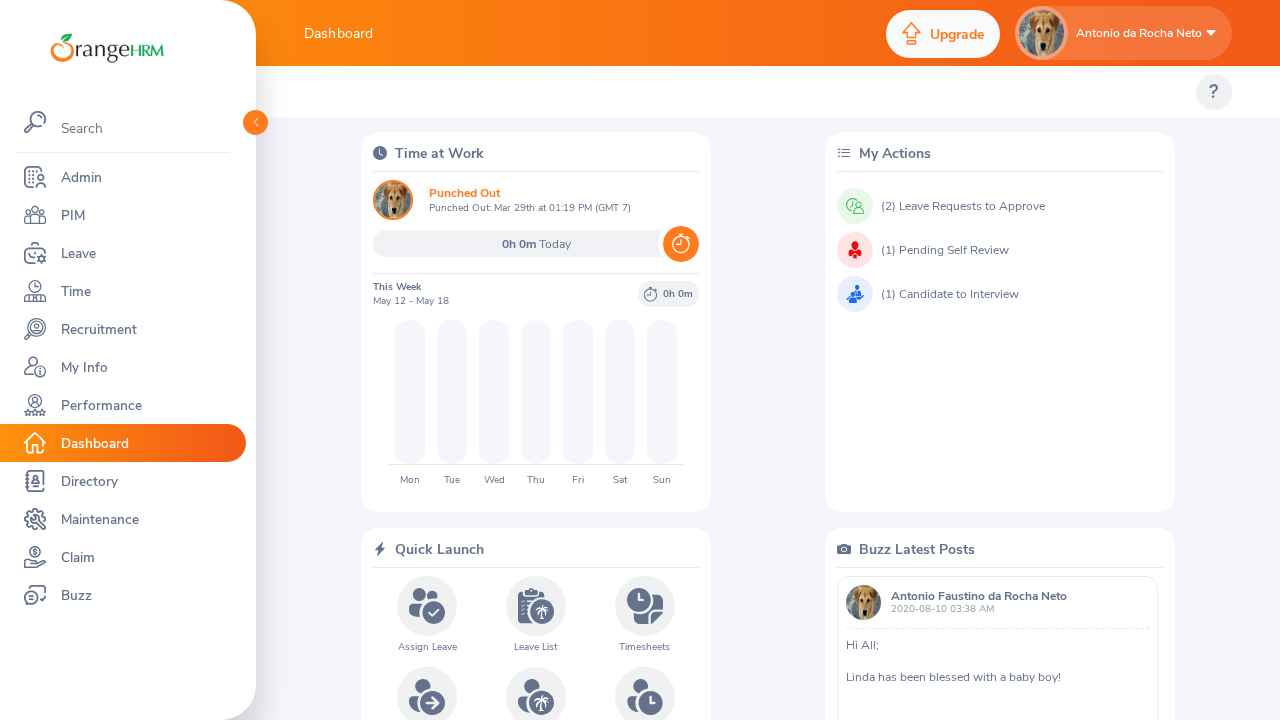 OrangeHRM
Search
Admin
PIM
Leave
Time
Recruitment
My Info
Performance
Dashboard
Directory
Maintenance
Claim
Buzz
Dashboard
Upgrade
Antonio da Rocha Neto
?
Time at Work
Punched Out
Punched Out: Mar 29th at 01:19 PM (GMT 7)
0h 0m Today
This Week
May 12 - May 18
0h 0m
Mon Tue Wed Thu Fri Sat Sun
My Actions
(2) Leave Requests to Approve
(1) Pending Self Review
(1) Candidate to Interview
Quick Launch
Assign Leave Leave List Timesheets
Buzz Latest Posts
Antonio Faustino da Rocha Neto
2020-08-10 03:38 AM
Hi All;
Linda has been blessed with a baby boy!